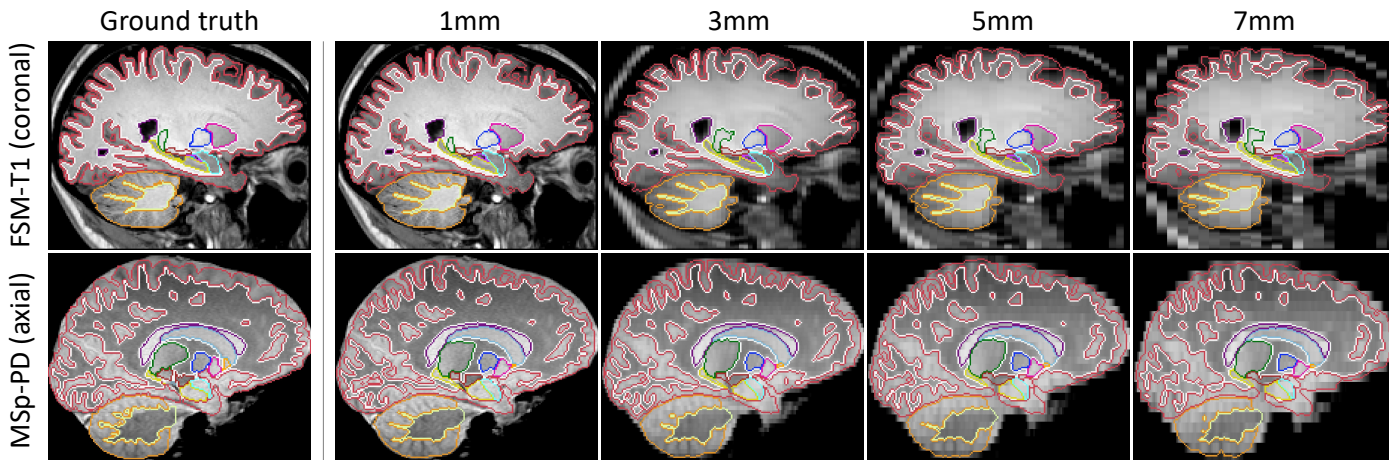 Ground truth
1mm
3mm
5mm
7mm
FSM-T1 (coronal)
MSp-PD (axial)